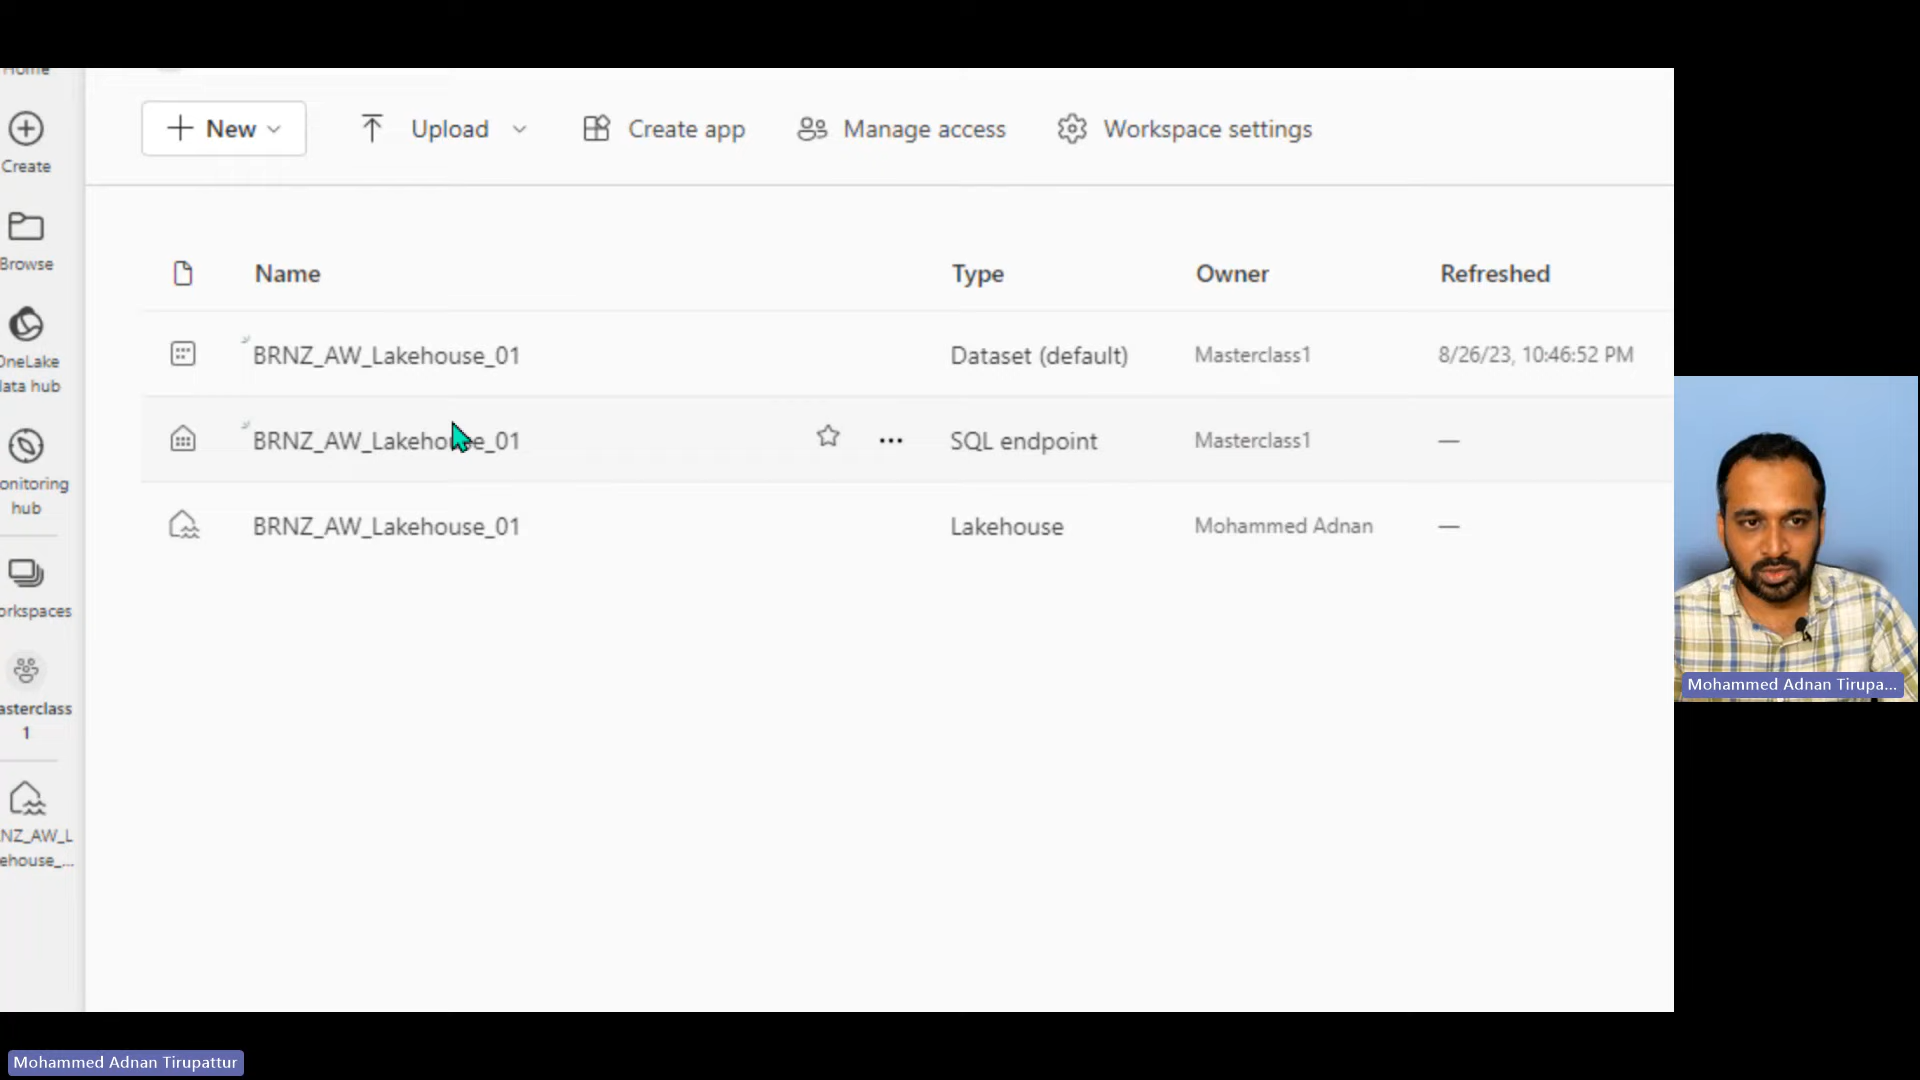 Home
Create
Browse
OneLake
data hub
onitoring
hub
orkspaces
asterclass
1
NZ_AW_L
ehouse_...
New
Upload
Create app
Manage access
Workspace settings
Name Type Owner Refreshed
BRNZ_AW_Lakehouse_01 Dataset (default) Masterclass1 8/26/23, 10:46:52 PM
BRNZ_AW_Lakehouse_01 SQL endpoint Masterclass1 —
BRNZ_AW_Lakehouse_01 Lakehouse Mohammed Adnan —
Mohammed Adnan Tirupa...
Mohammed Adnan Tirupattur